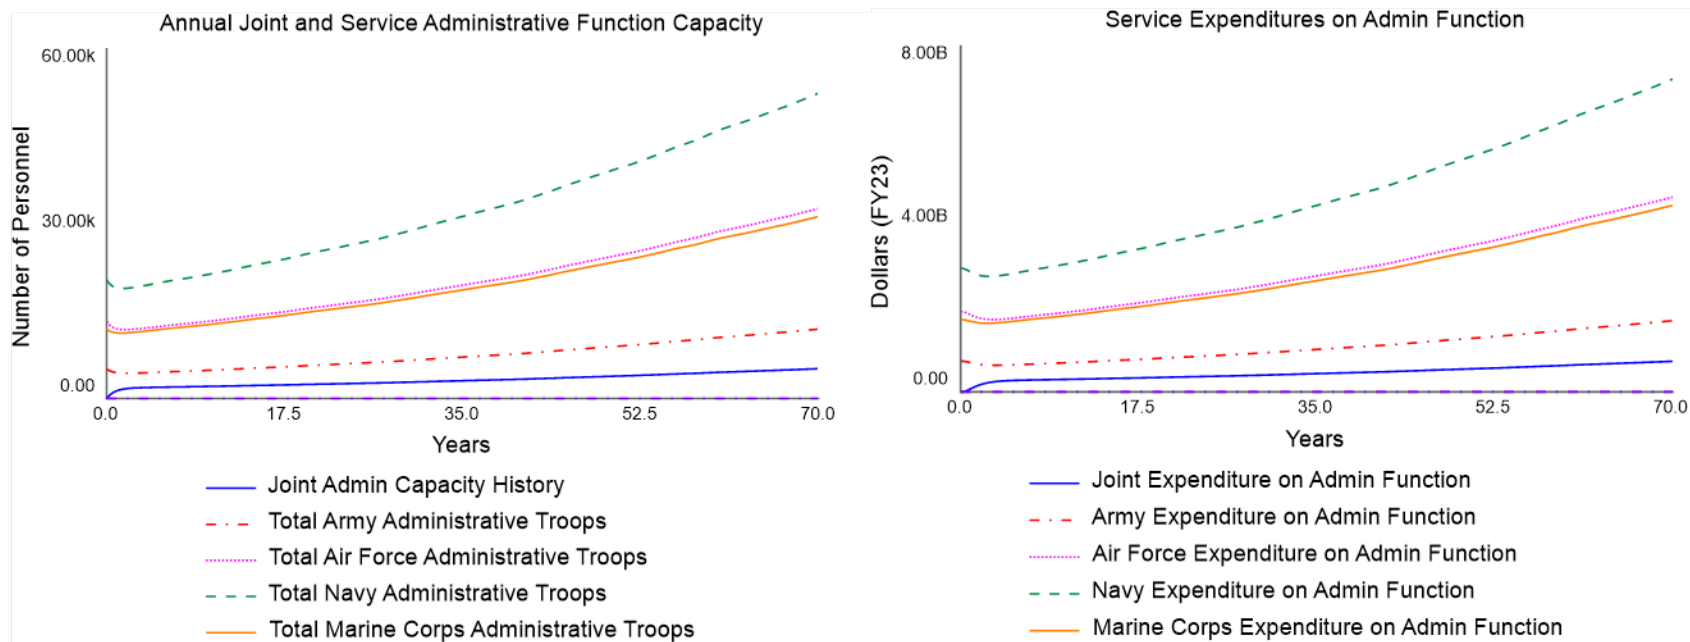 Annual Joint and Service Administrative Function Capacity
60.00k
30.00k
0.00
Number of Personnel
0.0
17.5
35.0
52.5
70.0
Years
Joint Admin Capacity History
Total Army Administrative Troops
Total Air Force Administrative Troops
Total Navy Administrative Troops
Total Marine Corps Administrative Troops
Service Expenditures on Admin Function
8.00B
4.00B
0.00
Dollars (FY23)
0.0
17.5
35.0
52.5
70.0
Years
Joint Expenditure on Admin Function
Army Expenditure on Admin Function
Air Force Expenditure on Admin Function
Navy Expenditure on Admin Function
Marine Corps Expenditure on Admin Function